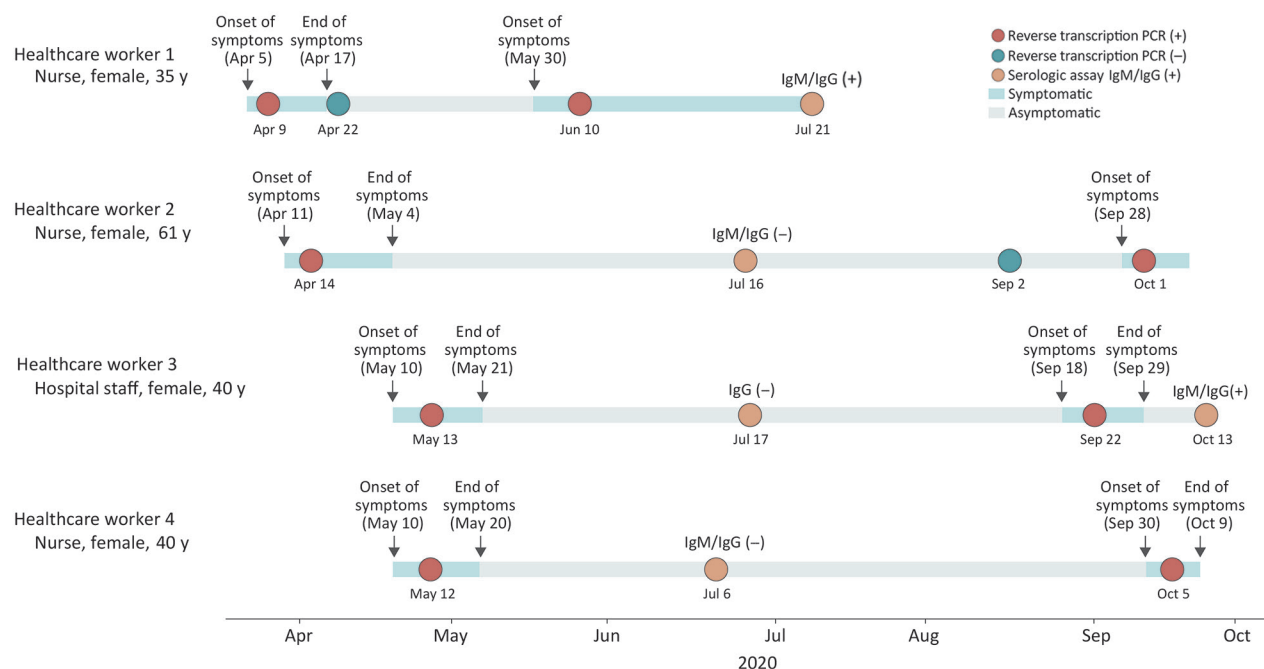 Healthcare worker 1
Nurse, female, 35 y
Onset of
symptoms
(Apr 5)
End of
symptoms
(Apr 17)
Onset of
symptoms
(May 30)
IgM/IgG (+)
Apr 9
Apr 22
Jun 10
Jul 21
Reverse transcription PCR (+)
Reverse transcription PCR (–)
Serologic assay IgM/IgG (+)
Symptomatic
Asymptomatic
Healthcare worker 2
Nurse, female, 61 y
Onset of
symptoms
(Apr 11)
End of
symptoms
(May 4)
IgM/IgG (–)
Onset of
symptoms
(Sep 28)
Apr 14
Jul 16
Sep 2
Oct 1
Healthcare worker 3
Hospital staff, female, 40 y
Onset of
symptoms
(May 10)
End of
symptoms
(May 21)
IgG (–)
Onset of
symptoms
(Sep 18)
End of
symptoms
(Sep 29)
IgM/IgG(+)
May 13
Jul 17
Sep 22
Oct 13
Healthcare worker 4
Nurse, female, 40 y
Onset of
symptoms
(May 10)
End of
symptoms
(May 20)
IgM/IgG (–)
Onset of
symptoms
(Sep 30)
End of
symptoms
(Oct 9)
May 12
Jul 6
Oct 5
Apr
May
Jun
Jul
Aug
Sep
Oct
2020